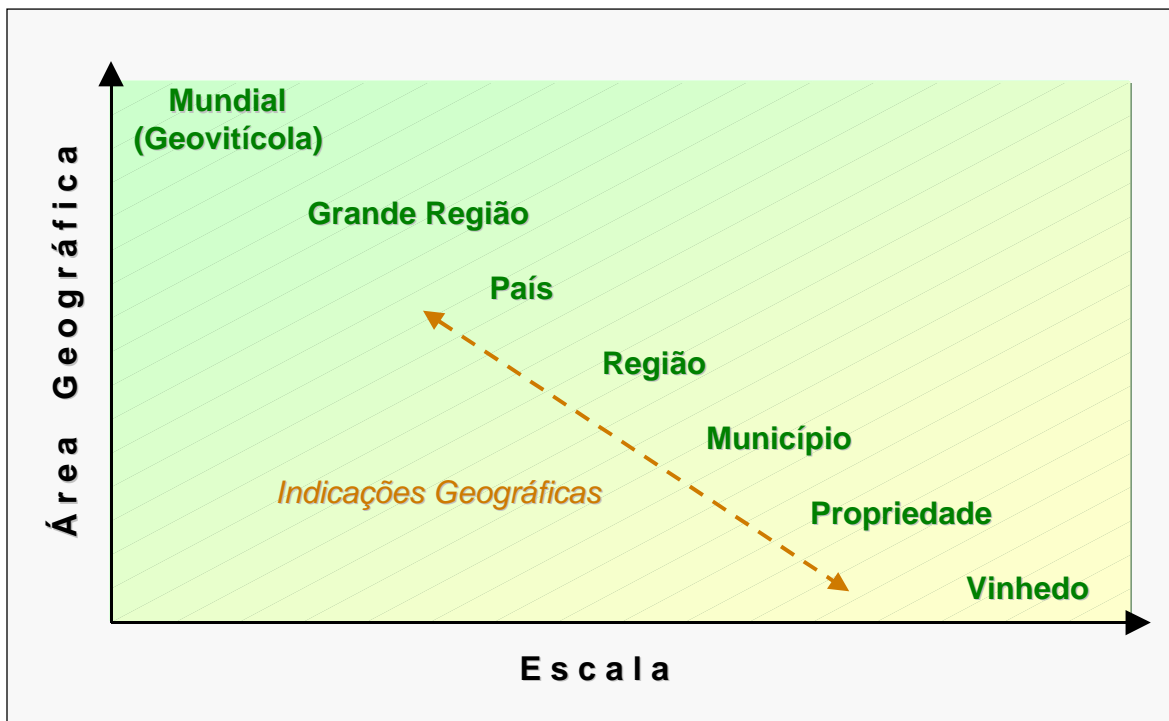 Mundial
(Geovitícola)
Grande Região
País
Região
Município
Indicações Geográficas
Propriedade
Vinhedo
Área Geográfica
Escala